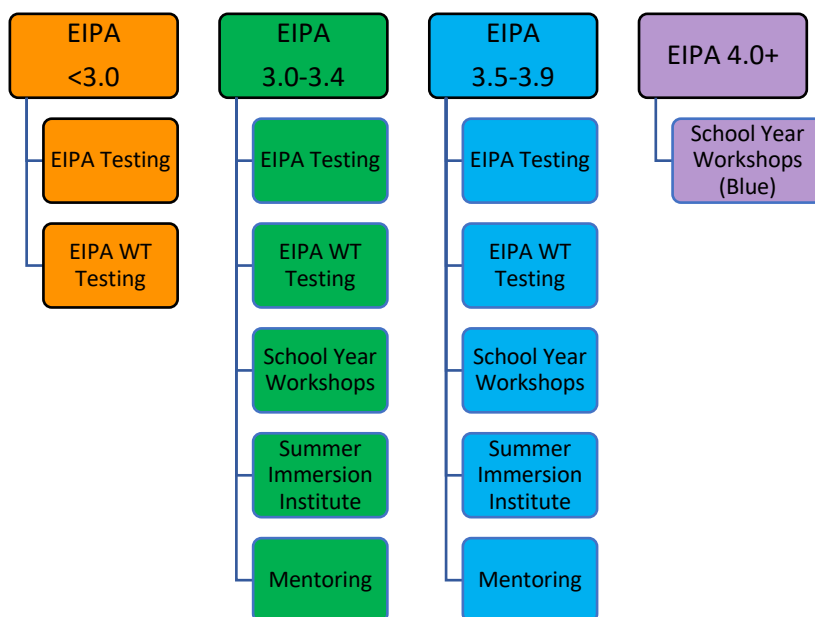 EIPA
<3.0
EIPA Testing
EIPA WT
Testing
EIPA
3.0-3.4
EIPA Testing
EIPA WT
Testing
School Year
Workshops
Summer
Immersion
Institute
Mentoring
EIPA
3.5-3.9
EIPA Testing
EIPA WT
Testing
School Year
Workshops
Summer
Immersion
Institute
Mentoring
EIPA 4.0+
School Year
Workshops
(Blue)